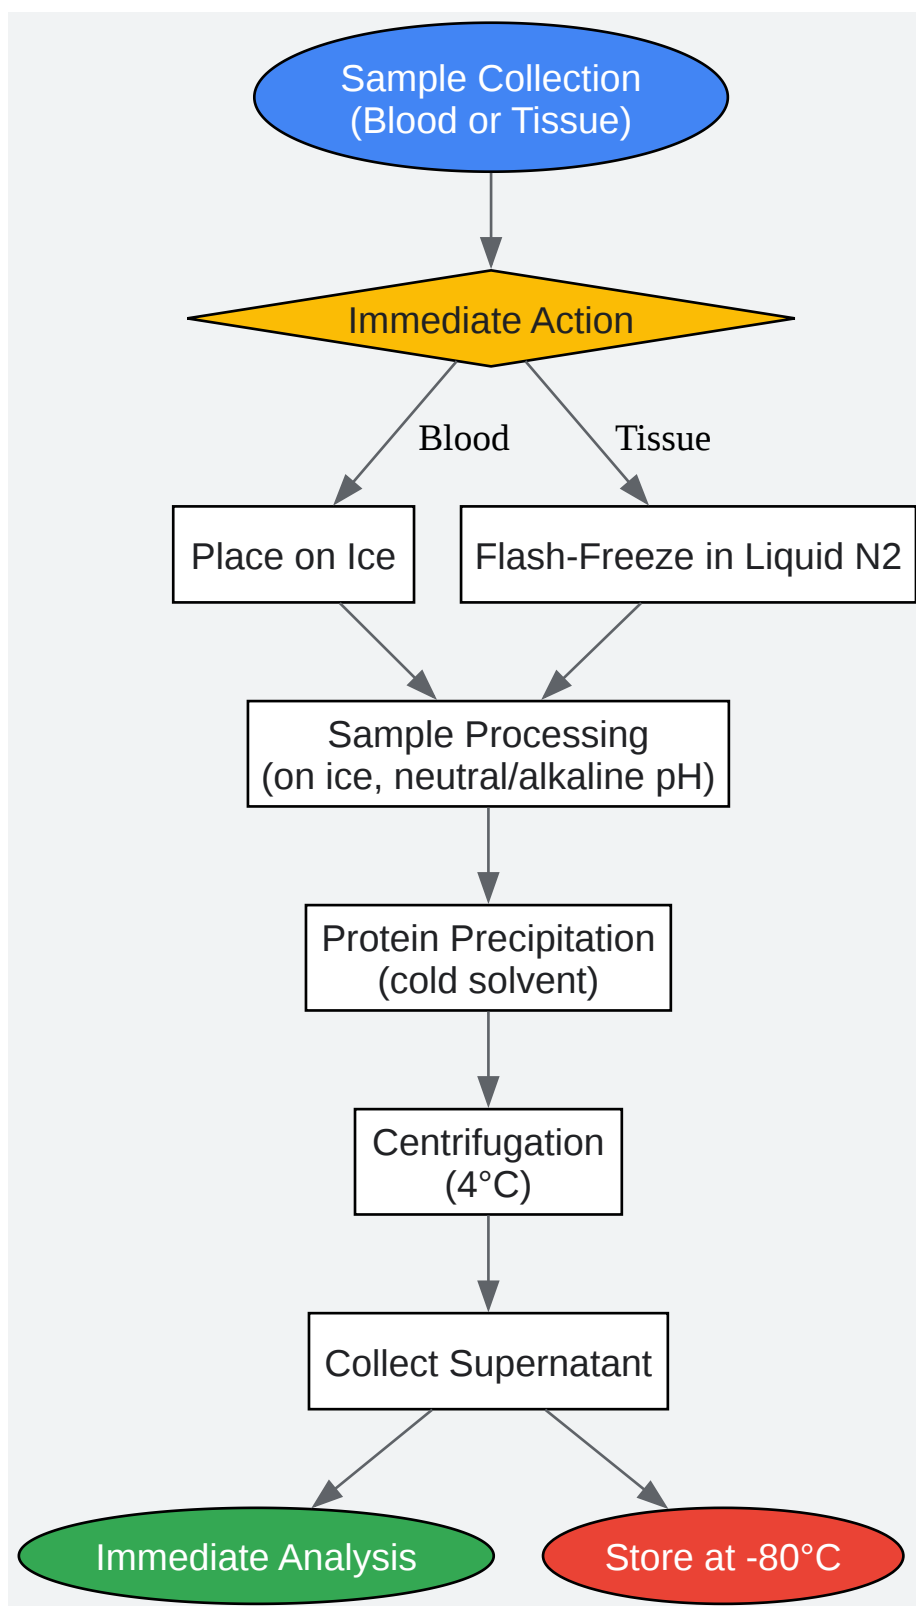 Sample Collection
(Blood or Tissue)
Immediate Action
Blood
Tissue
Place on Ice
Flash-Freeze in Liquid N2
Sample Processing
(on ice, neutral/alkaline pH)
Protein Precipitation
(cold solvent)
Centrifugation
(4°C)
Collect Supernatant
Immediate Analysis
Store at -80°C